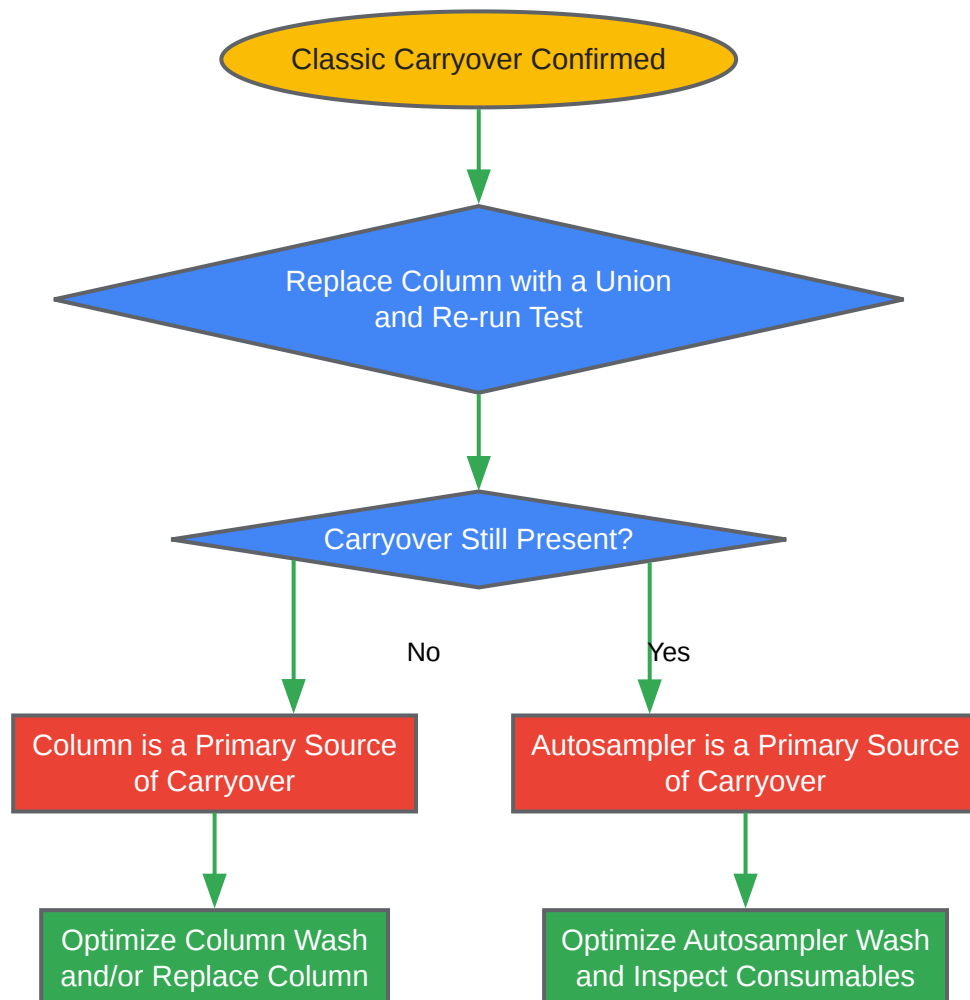 Classic Carryover Confirmed
Replace Column with a Union
and Re-run Test
Carryover Still Present?
No
Yes
Column is a Primary Source
of Carryover
Autosampler is a Primary Source
of Carryover
Optimize Column Wash
and/or Replace Column
Optimize Autosampler Wash
and Inspect Consumables